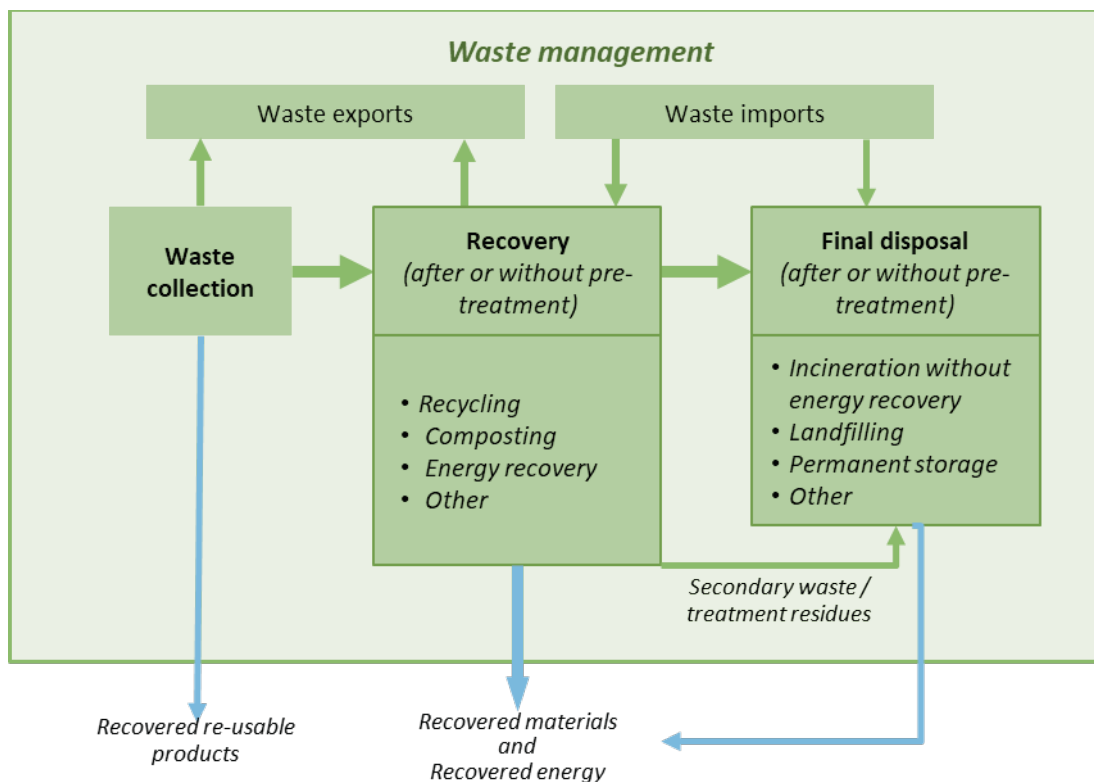 Waste management
Waste exports
Waste imports
Waste
collection
Recovery
(after or without pre-
treatment)
Final disposal
(after or without pre-
treatment)
• Recycling
• Composting
• Energy recovery
• Other
• Incineration without
energy recovery
• Landfilling
• Permanent storage
• Other
Secondary waste /
treatment residues
Recovered re-usable
products
Recovered materials
and
Recovered energy